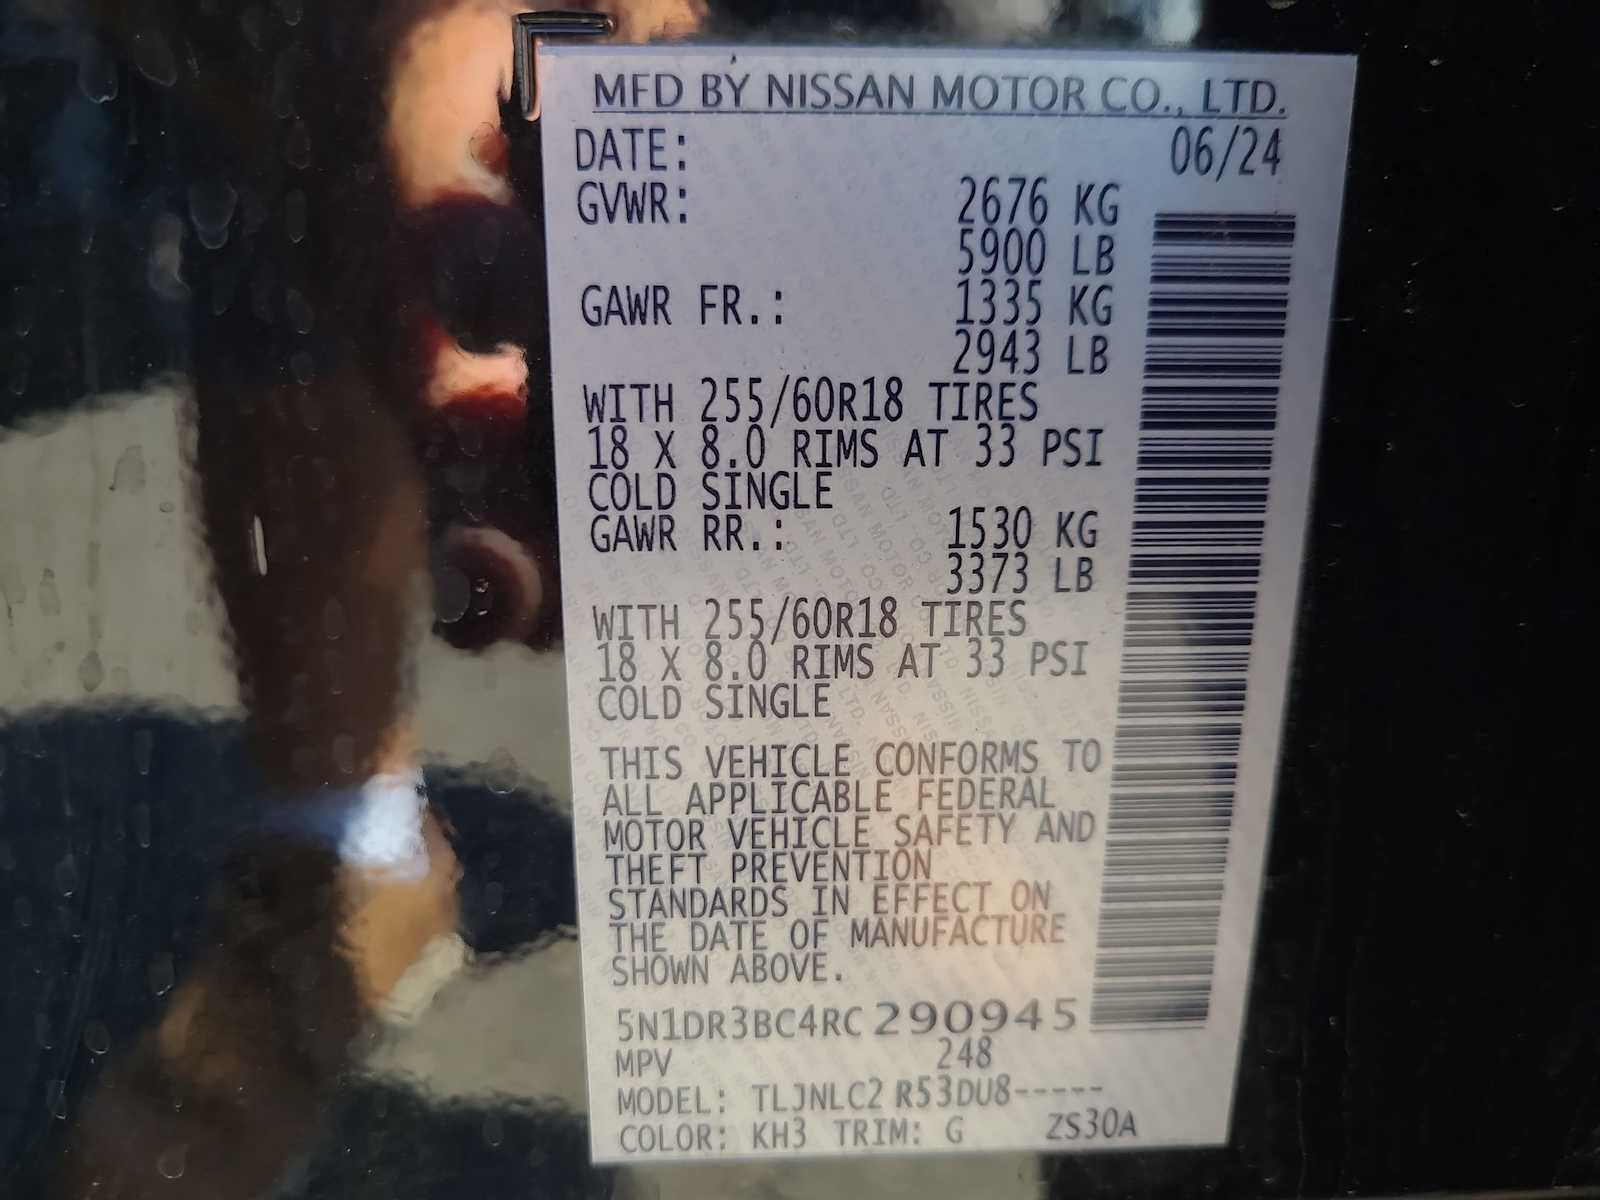 MFD BY NISSAN MOTOR CO., LTD.
DATE: 06/24
GVWR: 2676 KG
5900 LB
GAWR FR.: 1335 KG
2943 LB
WITH 255/60R18 TIRES
18 X 8.0 RIMS AT 33 PSI
COLD SINGLE
GAWR RR.: 1530 KG
3373 LB
WITH 255/60R18 TIRES
18 X 8.0 RIMS AT 33 PSI
COLD SINGLE
THIS VEHICLE CONFORMS TO
ALL APPLICABLE FEDERAL
MOTOR VEHICLE SAFETY AND
THEFT PREVENTION
STANDARDS IN EFFECT ON
THE DATE OF MANUFACTURE
SHOWN ABOVE.
5N1DR3BC4RC290945
MPV 248
MODEL: TLJNLC2 R53DU8-----
COLOR: KH3 TRIM: G ZS30A